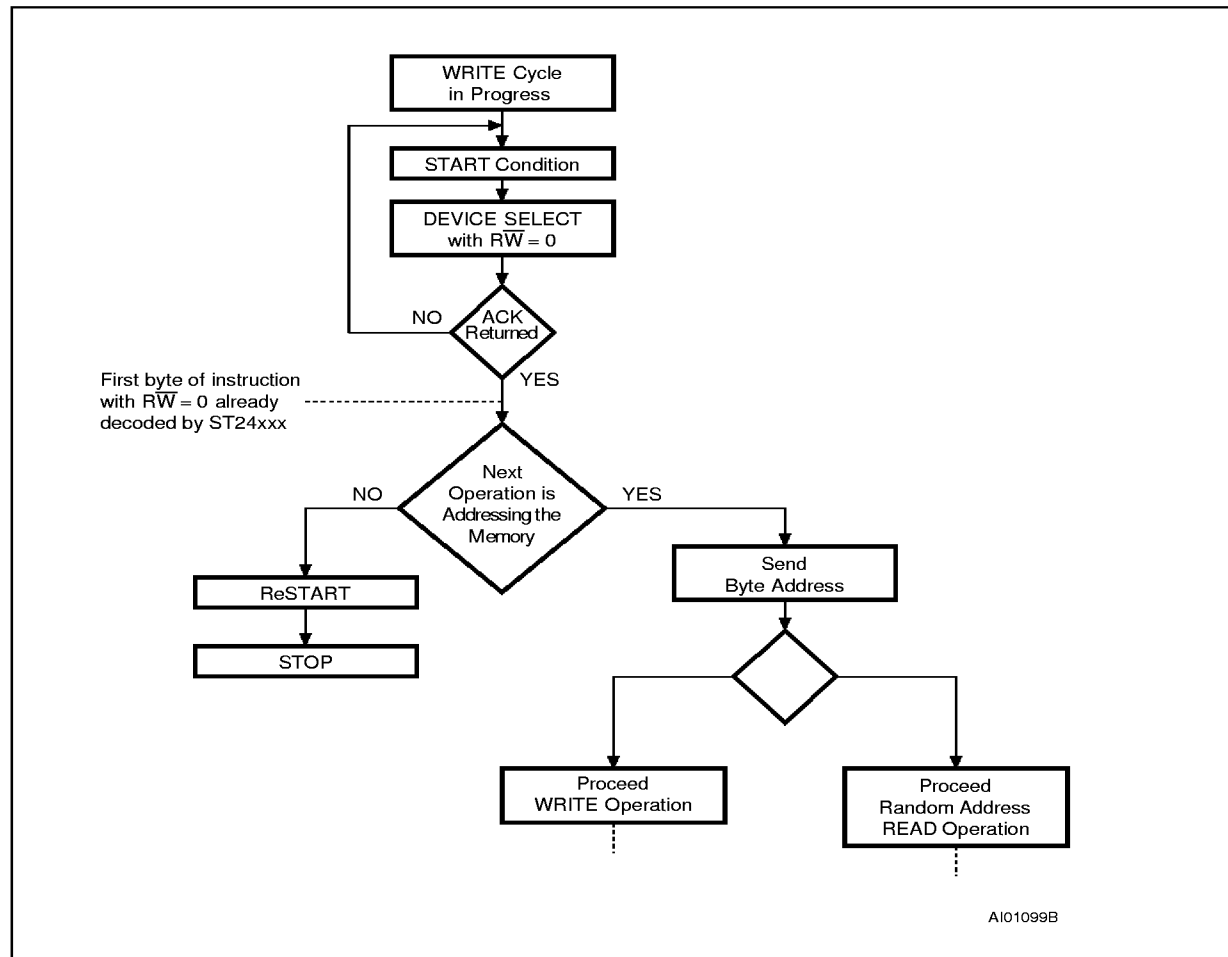 WRITE Cycle
in Progress
START Condition
DEVICE SELECT
with RW̅ = 0
ACK
Returned
NO
YES
First byte of instruction
with RW̅ = 0 already
decoded by ST24xxx
Next
Operation is
Addressing the
Memory
NO
YES
Send
Byte Address
ReSTART
STOP
Proceed
WRITE Operation
Proceed
Random Address
READ Operation
AI01099B